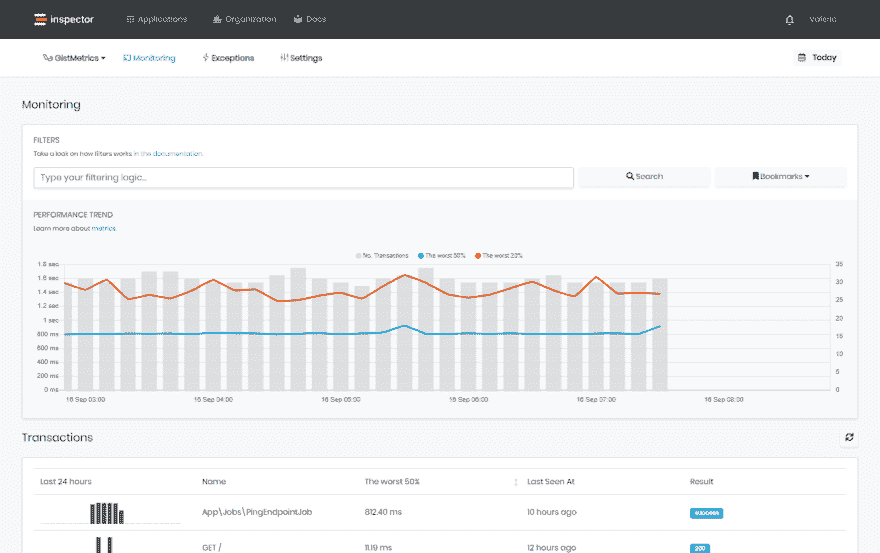 inspector Applications Organization Docs Valerio
GistMetrics Monitoring Exceptions Settings Today
Monitoring
FILTERS
Take a look on how filters works in the documentation.
Type your filtering logic... Search Bookmarks
PERFORMANCE TREND
Learn more about metrics.
No. Transactions The worst 50% The worst 20%
1.8 sec 35
1.6 sec 30
1.4 sec 25
1.2 sec
1 sec 20
800 ms 15
600 ms 10
400 ms
200 ms 5
0 ms 0
16 Sep 03:00 16 Sep 04:00 16 Sep 05:00 16 Sep 06:00 16 Sep 07:00 16 Sep 08:00
Transactions
Last 24 hours Name The worst 50% Last Seen At Result
App\Jobs\PingEndpointJob 812.40 ms 10 hours ago success
GET / 11.19 ms 12 hours ago 200